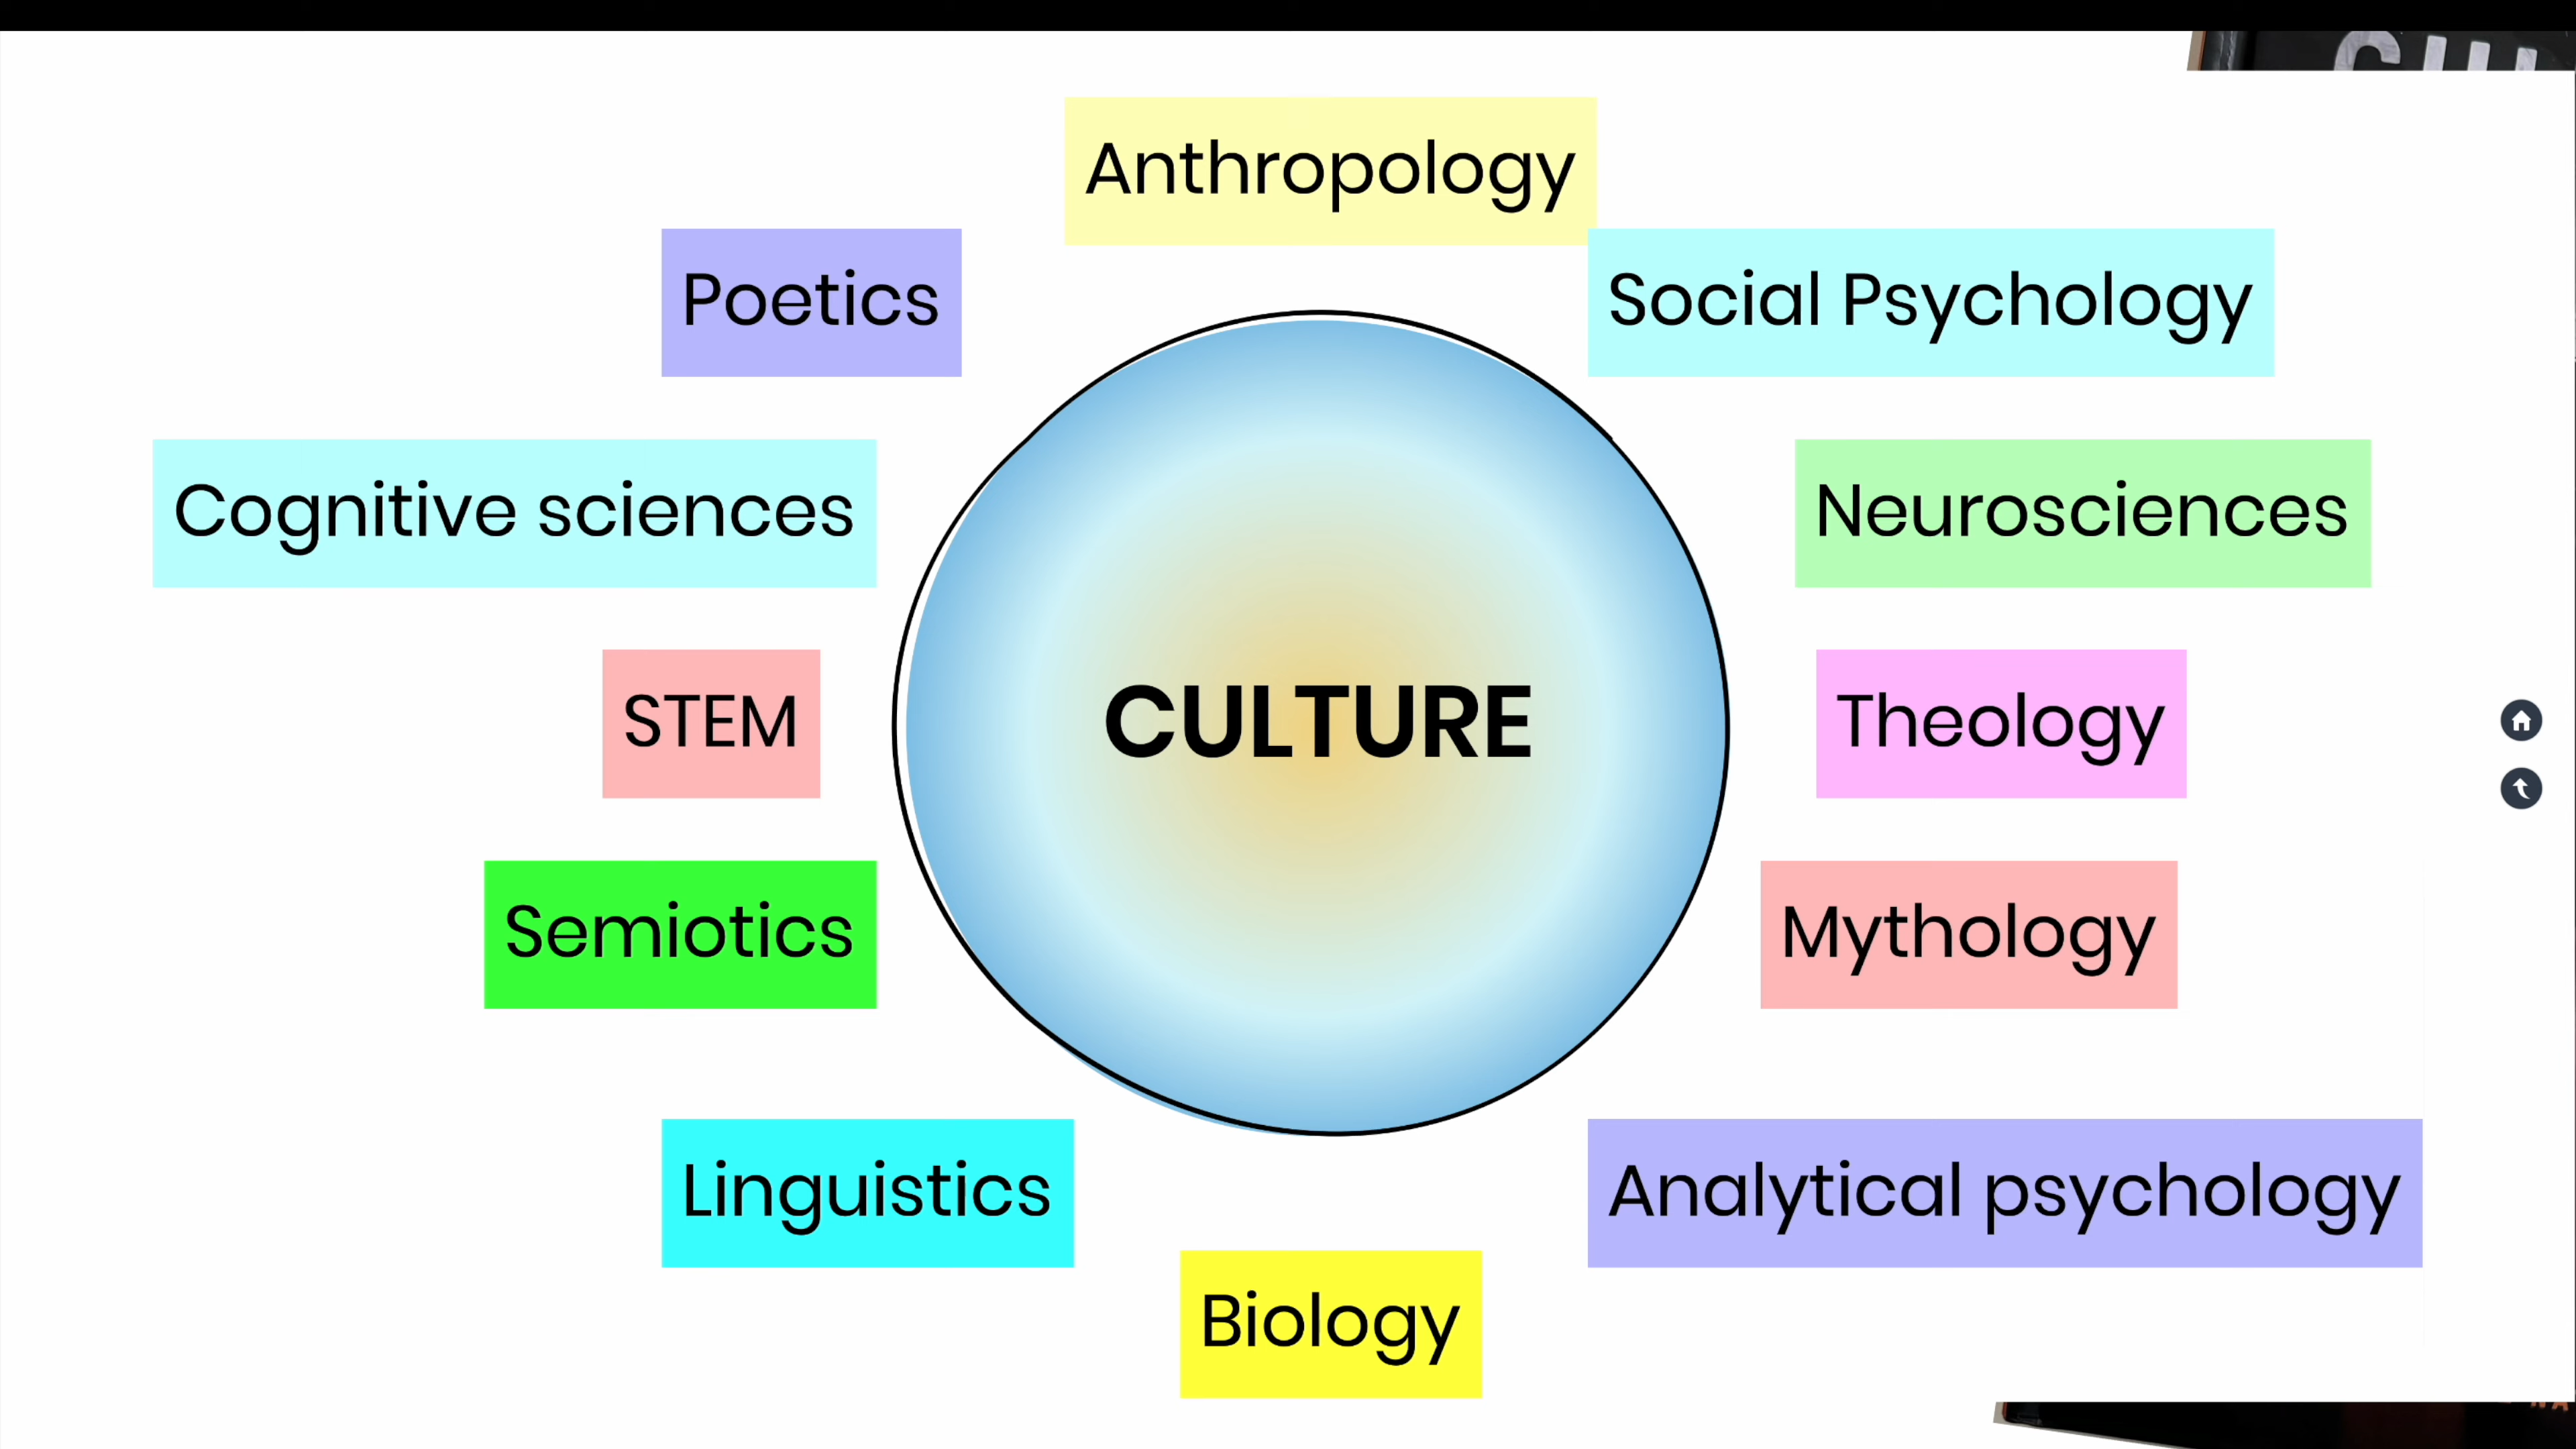 Anthropology
Poetics
Social Psychology
Cognitive sciences
Neurosciences
STEM
CULTURE
Theology
Semiotics
Mythology
Linguistics
Analytical psychology
Biology